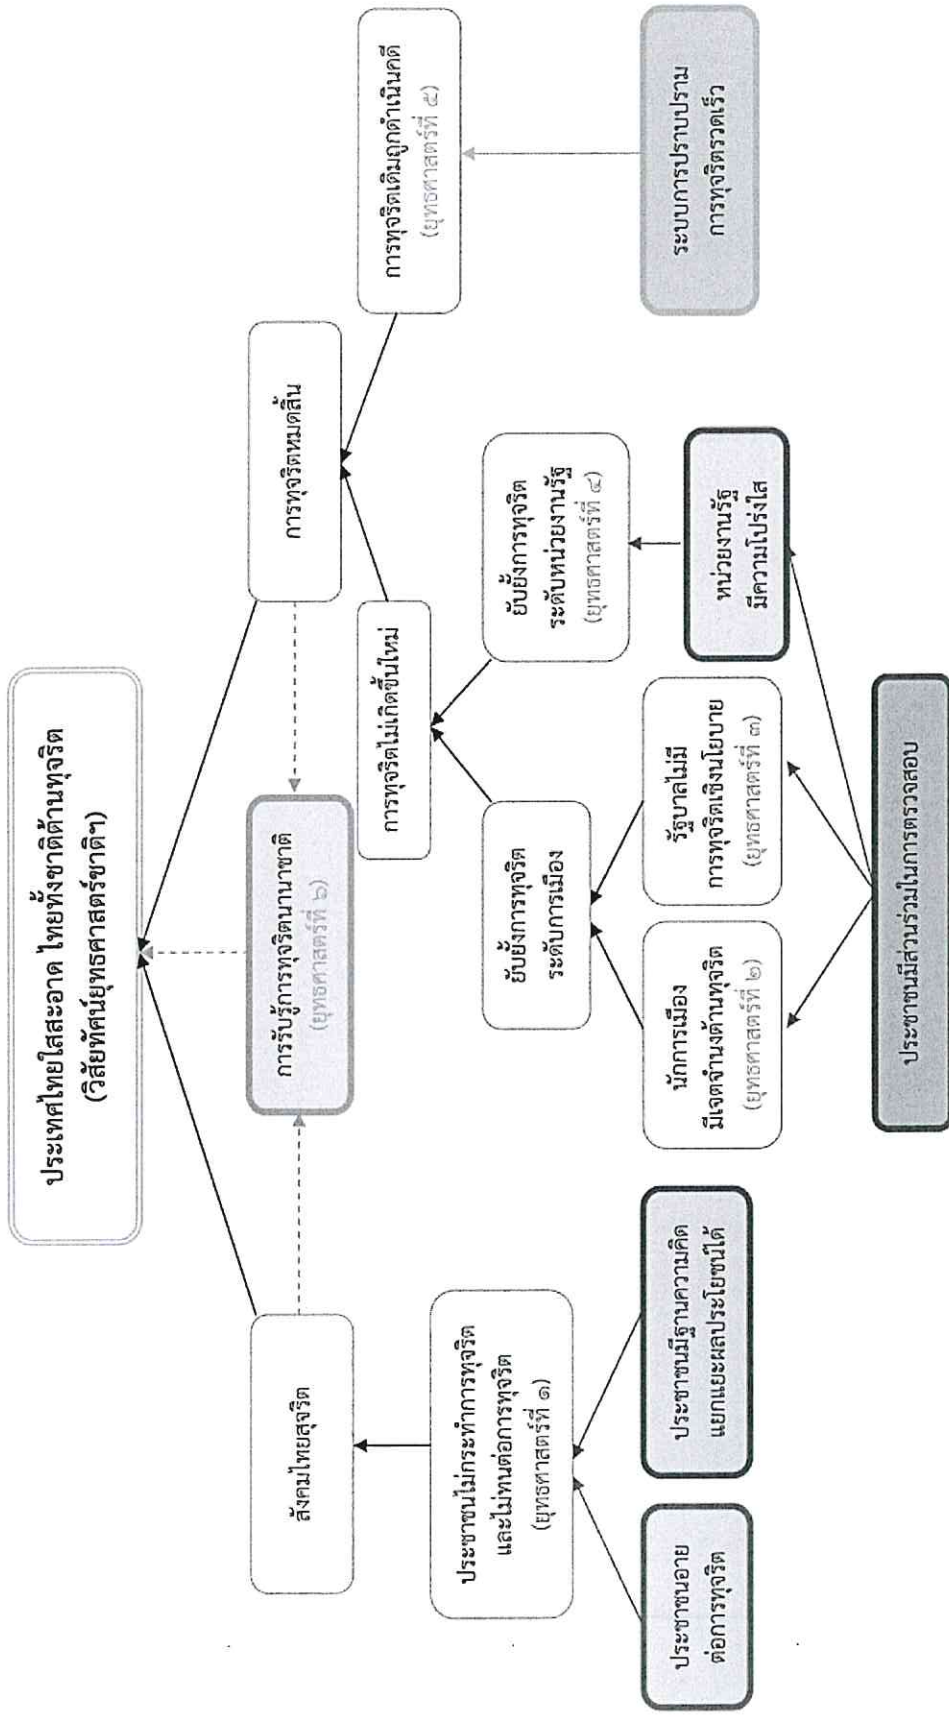 ประเทศไทยใสสะอาด ไทยทั้งชาติต้านทุจริต
(วิสัยทัศน์ยุทธศาสตร์ชาติฯ)
สังคมไทยสุจริต
การรับรู้การทุจริตนานาชาติ
(ยุทธศาสตร์ที่ ๖)
การทุจริตหมดสิ้น
ประชาชนไม่กระทำการทุจริต
และไม่ทนต่อการทุจริต
(ยุทธศาสตร์ที่ ๑)
การทุจริตไม่เกิดขึ้นใหม่
การทุจริตเดิมถูกดำเนินคดี
(ยุทธศาสตร์ที่ ๕)
ยับยั้งการทุจริต
ระดับการเมือง
ยับยั้งการทุจริต
ระดับหน่วยงานรัฐ
(ยุทธศาสตร์ที่ ๔)
ประชาชนอาย
ต่อการทุจริต
ประชาชนมีฐานความคิด
แยกแยะผลประโยชน์ได้
นักการเมือง
มีเจตจำนงต้านทุจริต
(ยุทธศาสตร์ที่ ๒)
รัฐบาลไม่มี
การทุจริตเชิงนโยบาย
(ยุทธศาสตร์ที่ ๓)
หน่วยงานรัฐ
มีความโปร่งใส
ระบบการปราบปราม
การทุจริตรวดเร็ว
ประชาชนมีส่วนร่วมในการตรวจสอบ